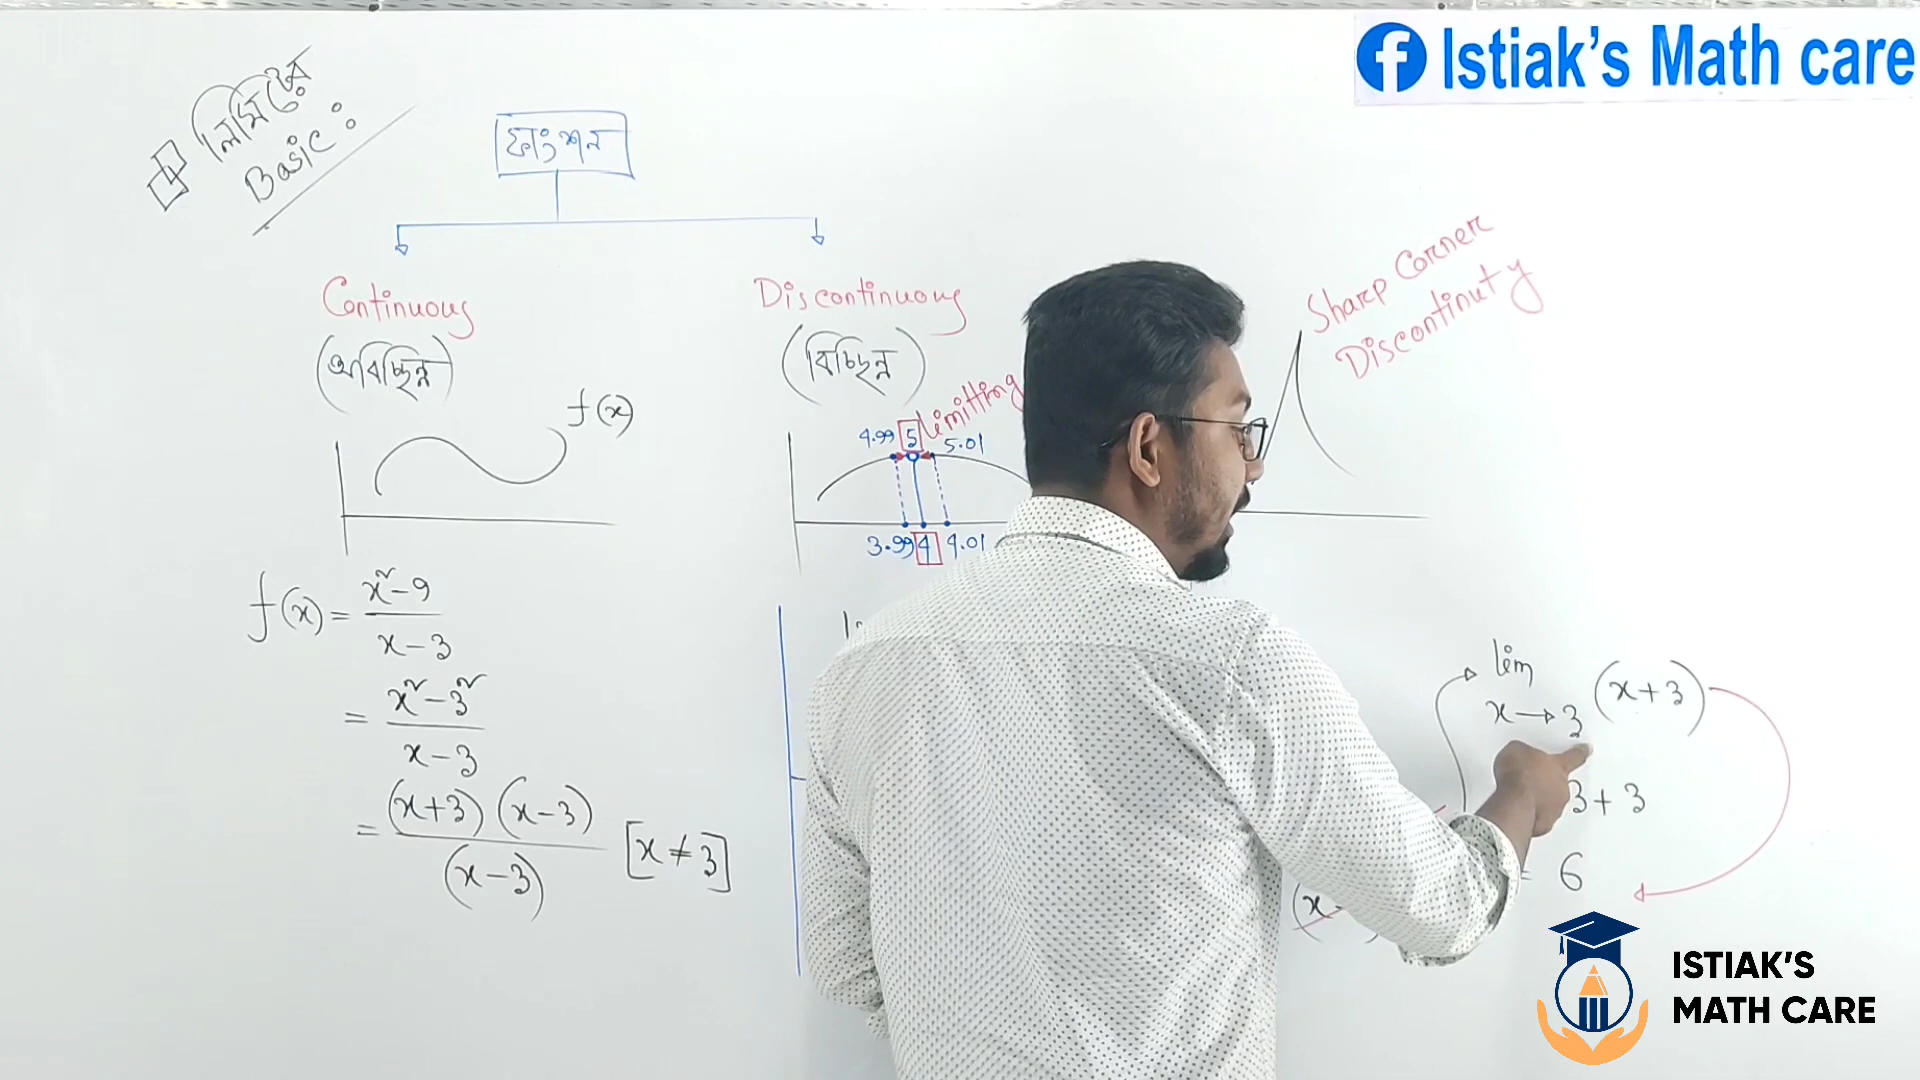 Istiak's Math care
লিমিটের
Basic :
ফাংশন
Continuous
(অবিচ্ছিন্ন)
f(x)
Discontinuous
(বিচ্ছিন্ন)
Limitting
4.99 5 5.01
3.99 4 4.01
Sharp Corner
Discontinuty
f(x) = x² - 9 / x - 3
= x² - 3² / x - 3
= (x+3) (x-3) / (x-3) [x ≠ 3]
lim
x → 3 (x+3)
3 + 3
= 6
(x
ISTIAK'S
MATH CARE